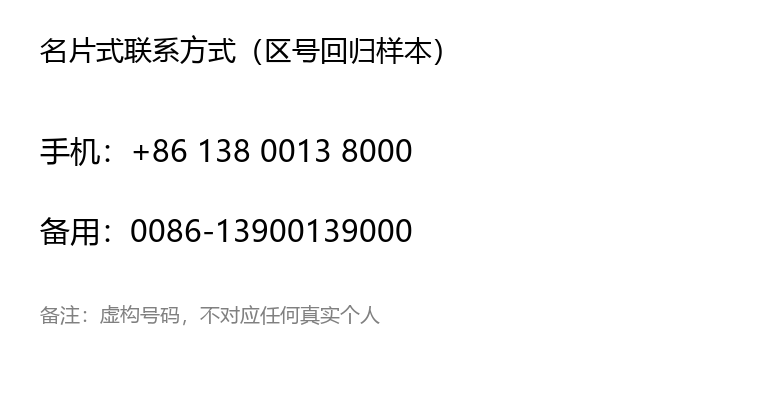 名片式联系方式（区号回归样本）
手机：+86 138 0013 8000
备用：0086-13900139000
备注：虚构号码，不对应任何真实个人